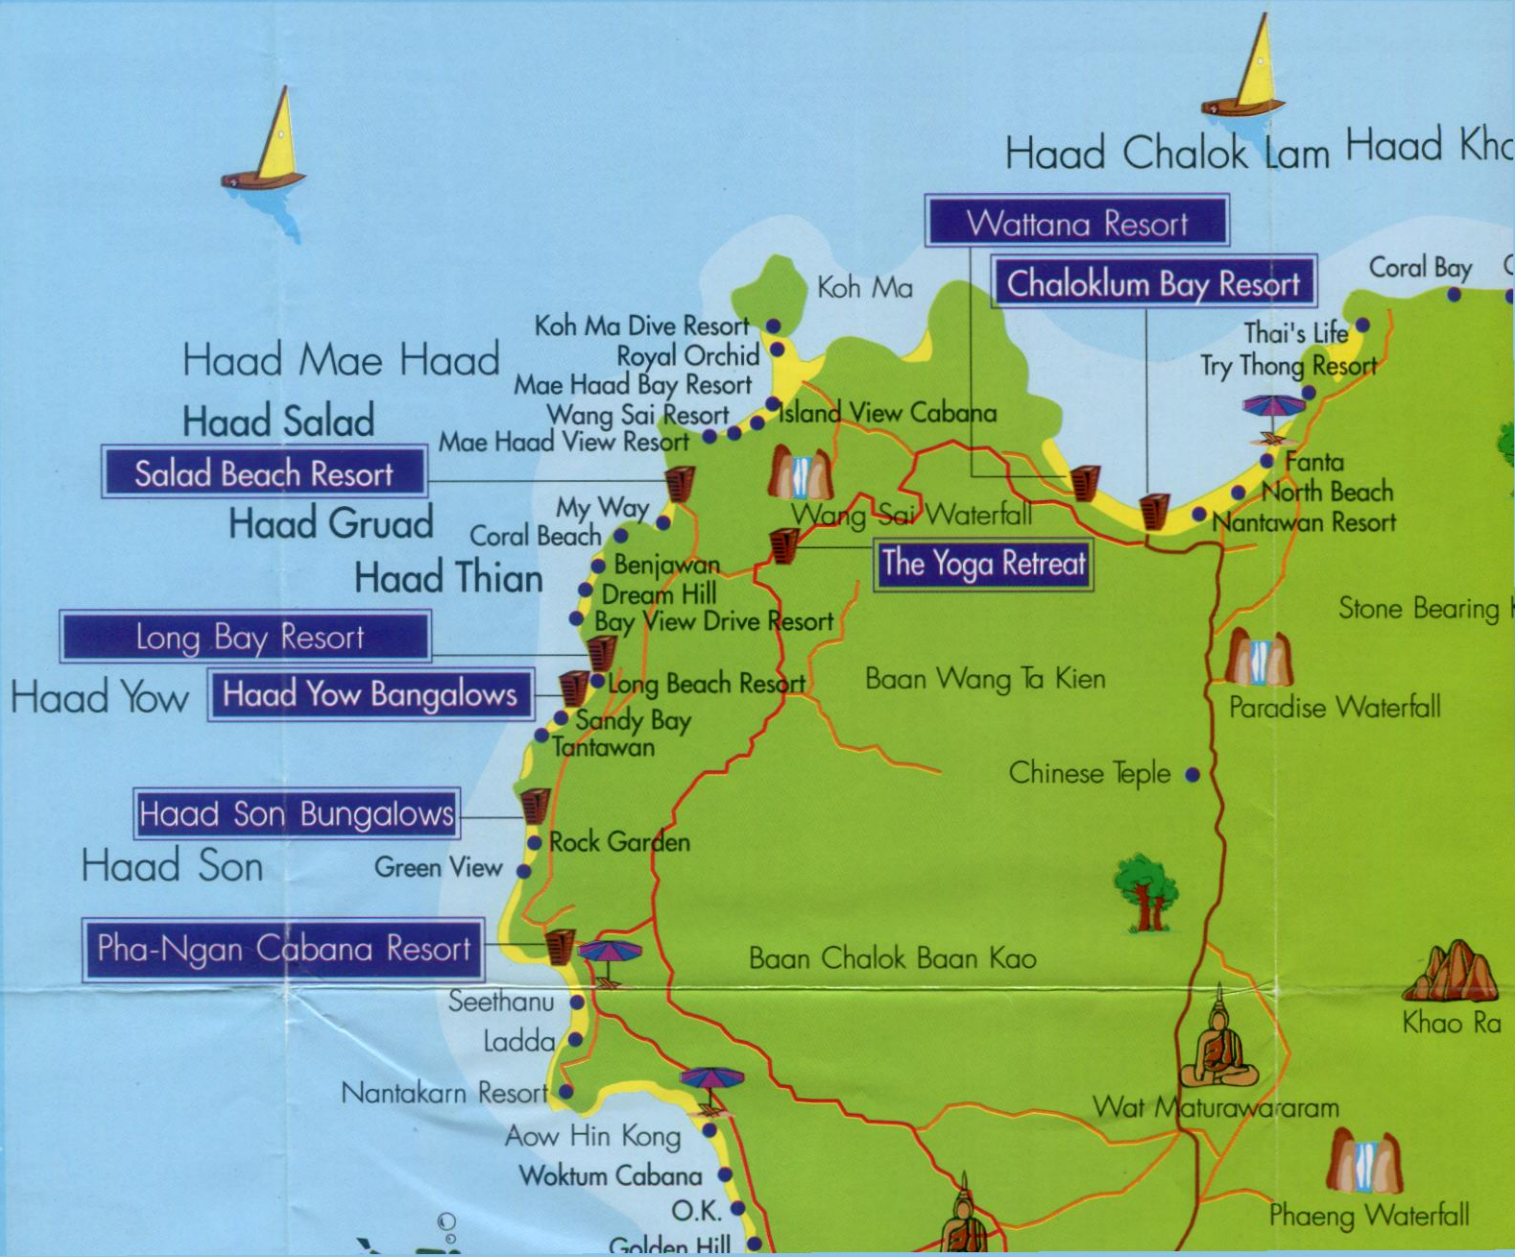 Haad Chalok Lam
Haad
Wattana Resort
Chaloklum Bay Resort
Coral Bay
Koh Ma
Koh Ma Dive Resort
Royal Orchid
Mae Haad Bay Resort
Wang Sai Resort
Mae Haad View Resort
Island View Cabana
Thai's Life
Try Thong Resort
Haad Mae Haad
Haad Salad
Salad Beach Resort
Fanta
North Beach
Nantawan Resort
Haad Gruad
My Way
Coral Beach
Wang Sai Waterfall
The Yoga Retreat
Haad Thian
Benjawan
Dream Hill
Bay View Drive Resort
Stone Bearing
Long Bay Resort
Haad Yow
Haad Yow Bangalows
Long Beach Resort
Baan Wang Ta Kien
Sandy Bay
Tantawan
Paradise Waterfall
Chinese Teple
Haad Son Bungalows
Rock Garden
Haad Son
Green View
Pha-Ngan Cabana Resort
Baan Chalok Baan Kao
Seethanu
Ladda
Khao Ra
Nantakarn Resort
Wat Maturawararam
Aow Hin Kong
Woktum Cabana
O.K.
Phaeng Waterfall
Golden Hill